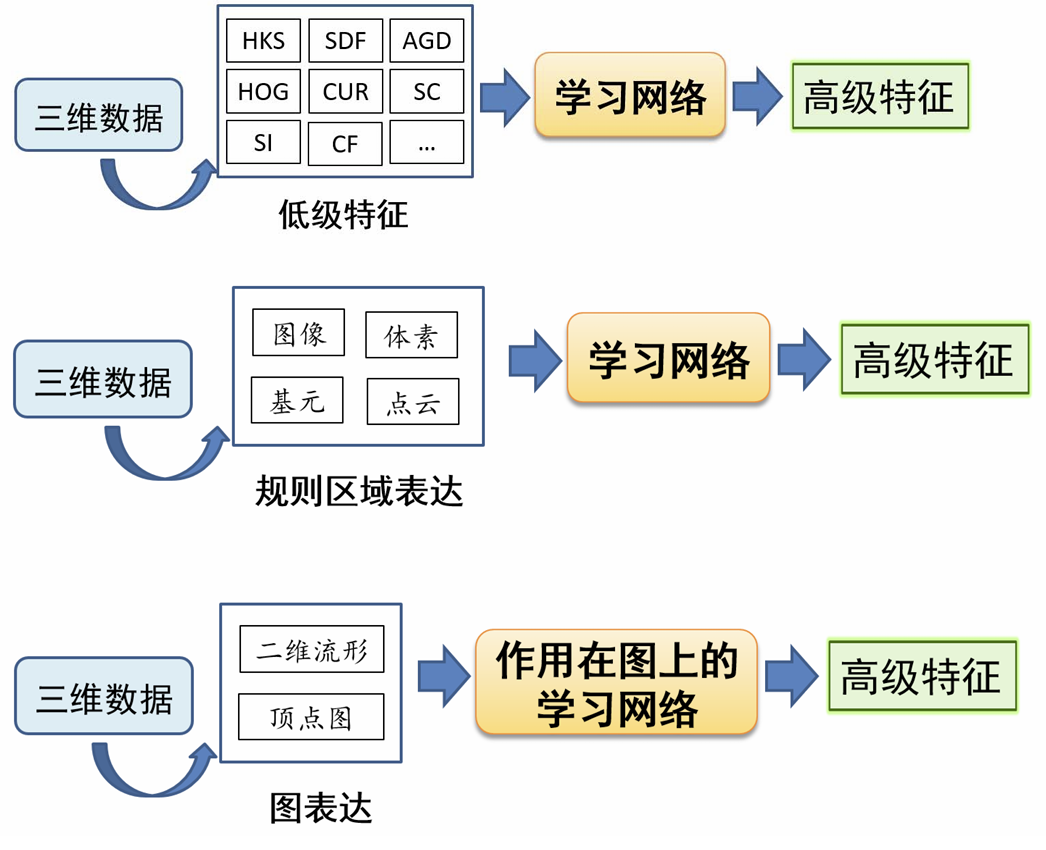 HKS SDF AGD
三维数据 HOG CUR SC 学习网络 高级特征
SI CF ...
低级特征
图像 体素
三维数据 学习网络 高级特征
基元 点云
规则区域表达
二维流形
三维数据 作用在图上的 高级特征
顶点图 学习网络
图表达